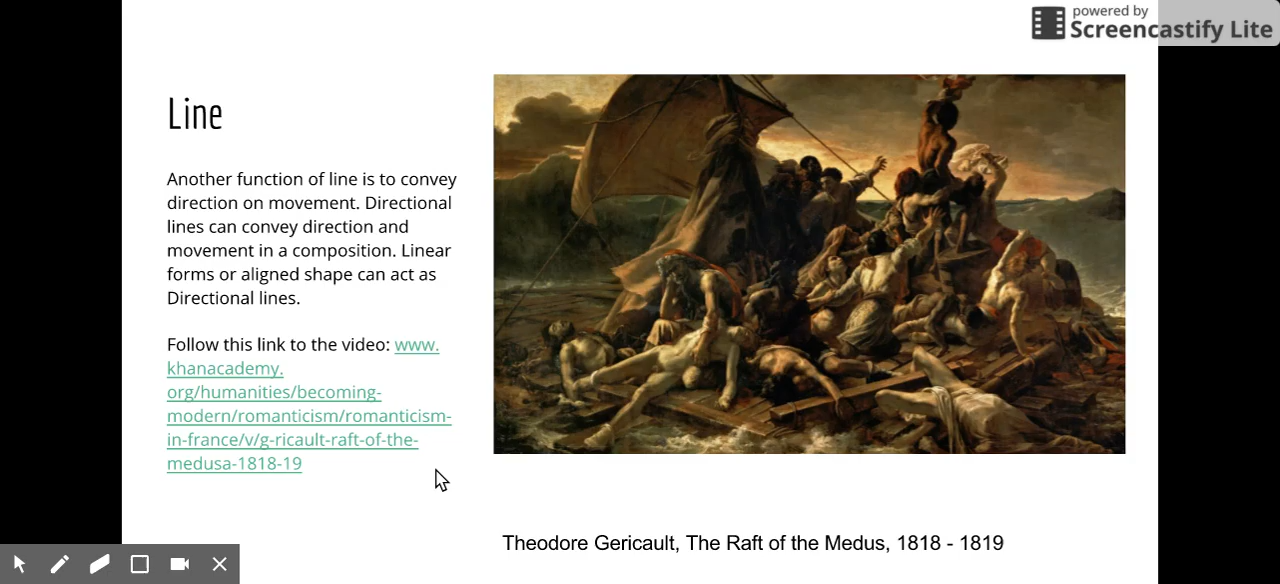 powered by
Screencastify Lite
Line
Another function of line is to convey
direction on movement. Directional
lines can convey direction and
movement in a composition. Linear
forms or aligned shape can act as
Directional lines.
Follow this link to the video: www.
khanacademy.
org/humanities/becoming-
modern/romanticism/romanticism-
in-france/v/g-ricault-raft-of-the-
medusa-1818-19
Theodore Gericault, The Raft of the Medus, 1818 - 1819